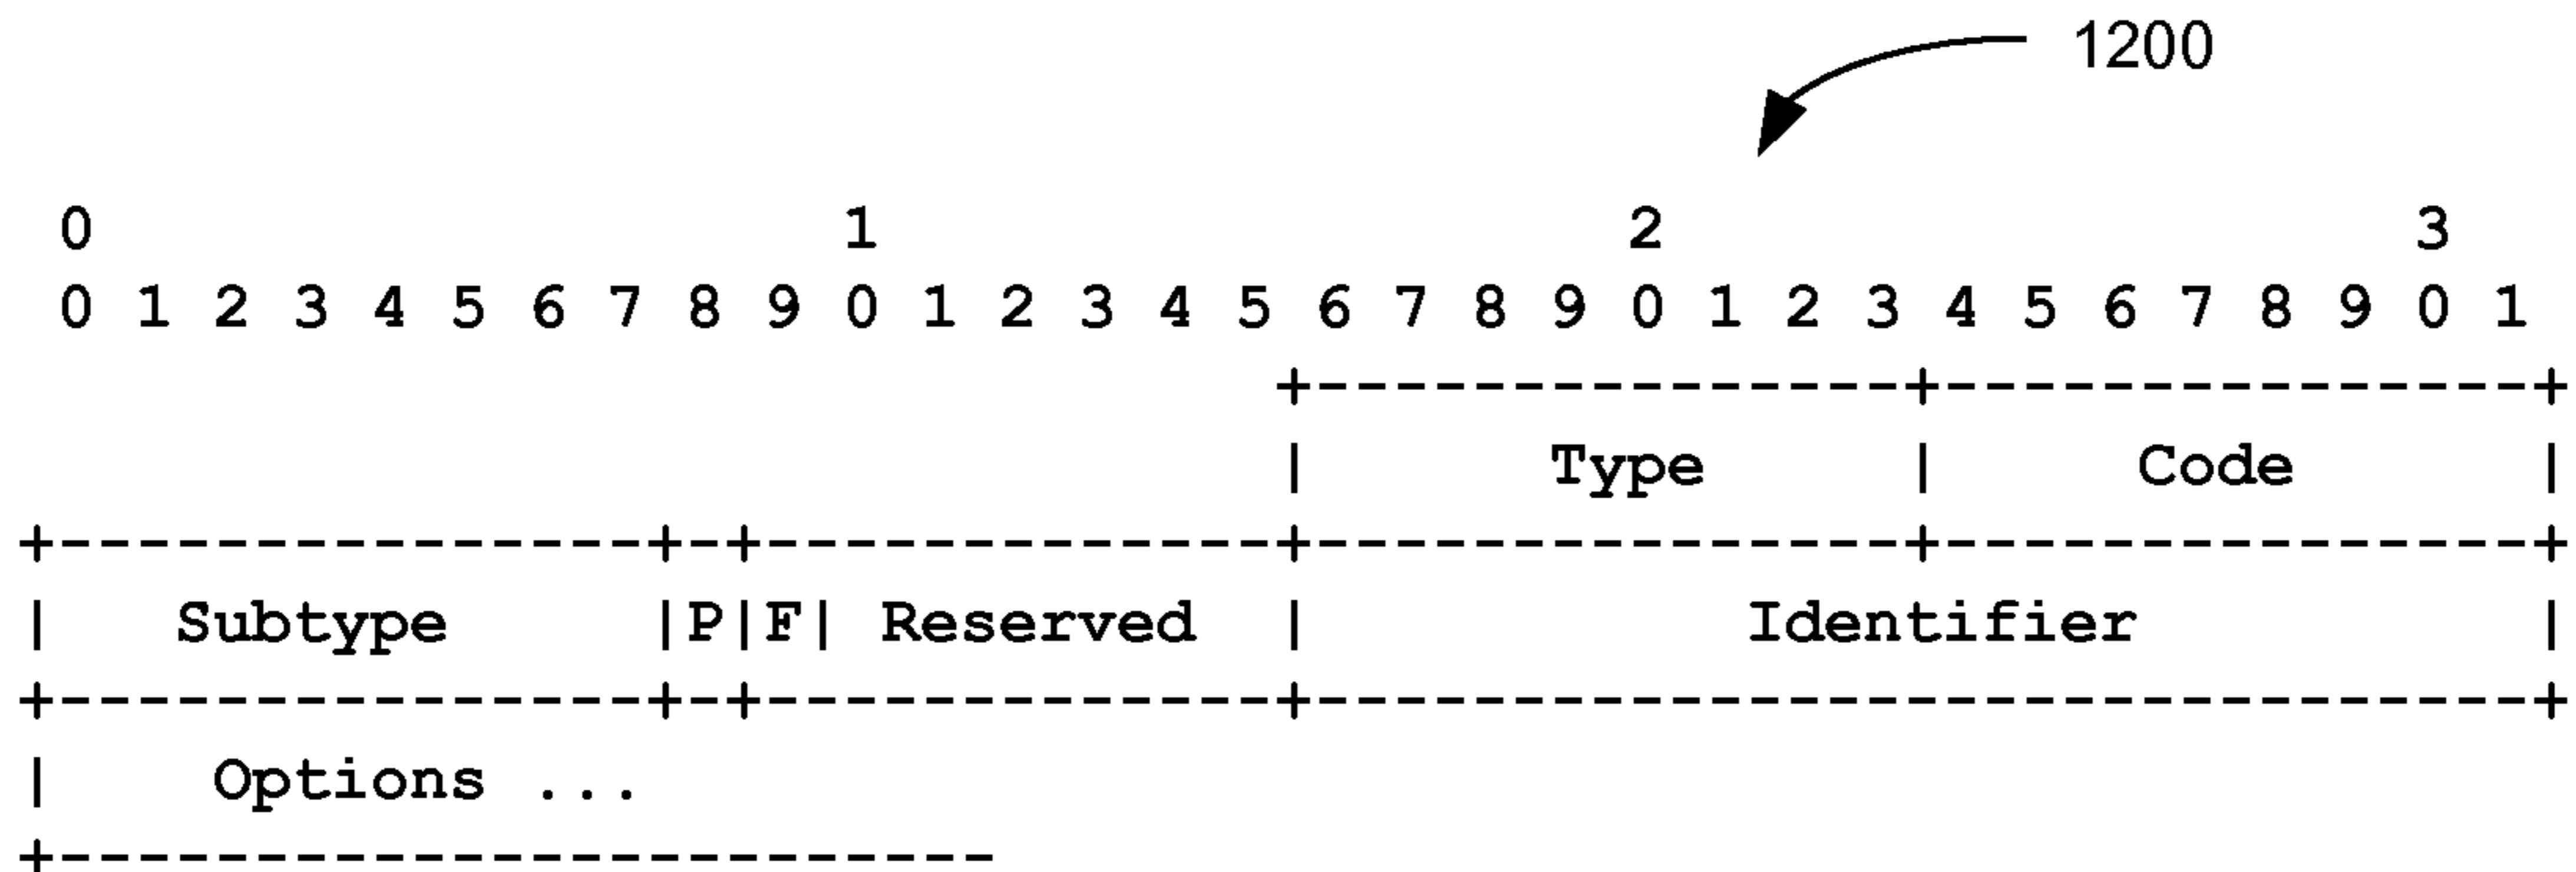 1200
0 1 2 3
0 1 2 3 4 5 6 7 8 9 0 1 2 3 4 5 6 7 8 9 0 1 2 3 4 5 6 7 8 9 0 1
+---------------+---------------+
| Type | Code |
+---------------+-+-------------+---------------+---------------+
| Subtype |P|F| Reserved | Identifier |
+---------------+-+-------------+-------------------------------+
| Options ...
+------------------------